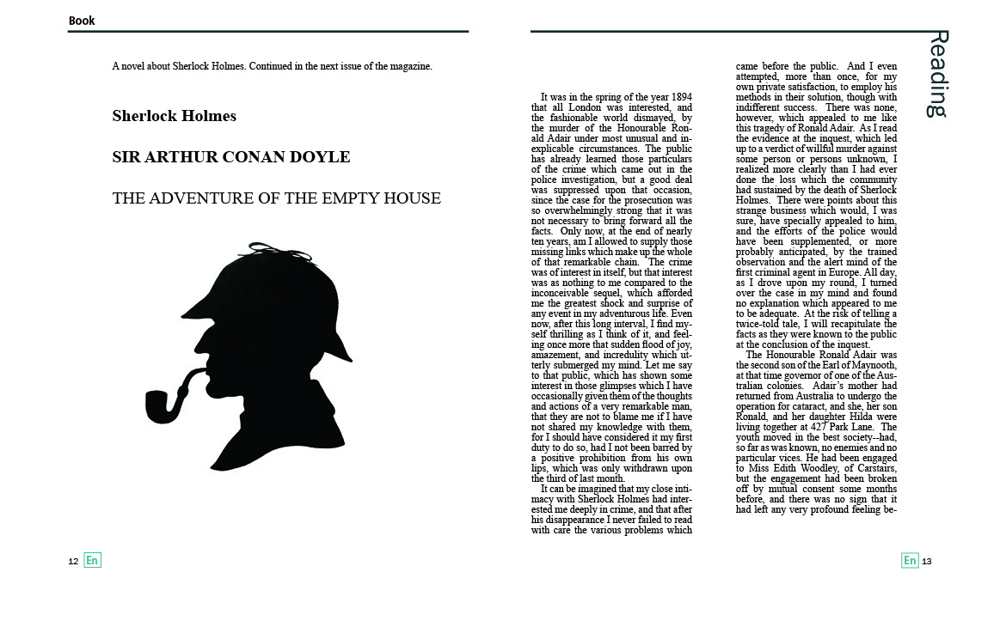 Book
A novel about Sherlock Holmes. Continued in the next issue of the magazine.
Sherlock Holmes
SIR ARTHUR CONAN DOYLE
THE ADVENTURE OF THE EMPTY HOUSE
12 En
Reading
It was in the spring of the year 1894
that all London was interested, and
the fashionable world dismayed, by
the murder of the Honourable Ron-
ald Adair under most unusual and in-
explicable circumstances. The public
has already learned those particulars
of the crime which came out in the
police investigation, but a good deal
was suppressed upon that occasion,
since the case for the prosecution was
so overwhelmingly strong that it was
not necessary to bring forward all the
facts. Only now, at the end of nearly
ten years, am I allowed to supply those
missing links which make up the whole
of that remarkable chain. The crime
was of interest in itself, but that interest
was as nothing to me compared to the
inconceivable sequel, which afforded
me the greatest shock and surprise of
any event in my adventurous life. Even
now, after this long interval, I find my-
self thrilling as I think of it, and feel-
ing once more that sudden flood of joy,
amazement, and incredulity which ut-
terly submerged my mind. Let me say
to that public, which has shown some
interest in those glimpses which I have
occasionally given them of the thoughts
and actions of a very remarkable man,
that they are not to blame me if I have
not shared my knowledge with them,
for I should have considered it my first
duty to do so, had I not been barred by
a positive prohibition from his own
lips, which was only withdrawn upon
the third of last month.
It can be imagined that my close inti-
macy with Sherlock Holmes had inter-
ested me deeply in crime, and that after
his disappearance I never failed to read
with care the various problems which
came before the public. And I even
attempted, more than once, for my
own private satisfaction, to employ his
methods in their solution, though with
indifferent success. There was none,
however, which appealed to me like
this tragedy of Ronald Adair. As I read
the evidence at the inquest, which led
up to a verdict of willful murder against
some person or persons unknown, I
realized more clearly than I had ever
done the loss which the community
had sustained by the death of Sherlock
Holmes. There were points about this
strange business which would, I was
sure, have specially appealed to him,
and the efforts of the police would
have been supplemented, or more
probably anticipated, by the trained
observation and the alert mind of the
first criminal agent in Europe. All day,
as I drove upon my round, I turned
over the case in my mind and found
no explanation which appeared to me
to be adequate. At the risk of telling a
twice-told tale, I will recapitulate the
facts as they were known to the public
at the conclusion of the inquest.
The Honourable Ronald Adair was
the second son of the Earl of Maynooth,
at that time governor of one of the Aus-
tralian colonies. Adair’s mother had
returned from Australia to undergo the
operation for cataract, and she, her son
Ronald, and her daughter Hilda were
living together at 427 Park Lane. The
youth moved in the best society--had,
so far as was known, no enemies and no
particular vices. He had been engaged
to Miss Edith Woodley, of Carstairs,
but the engagement had been broken
off by mutual consent some months
before, and there was no sign that it
had left any very profound feeling be-
En 13